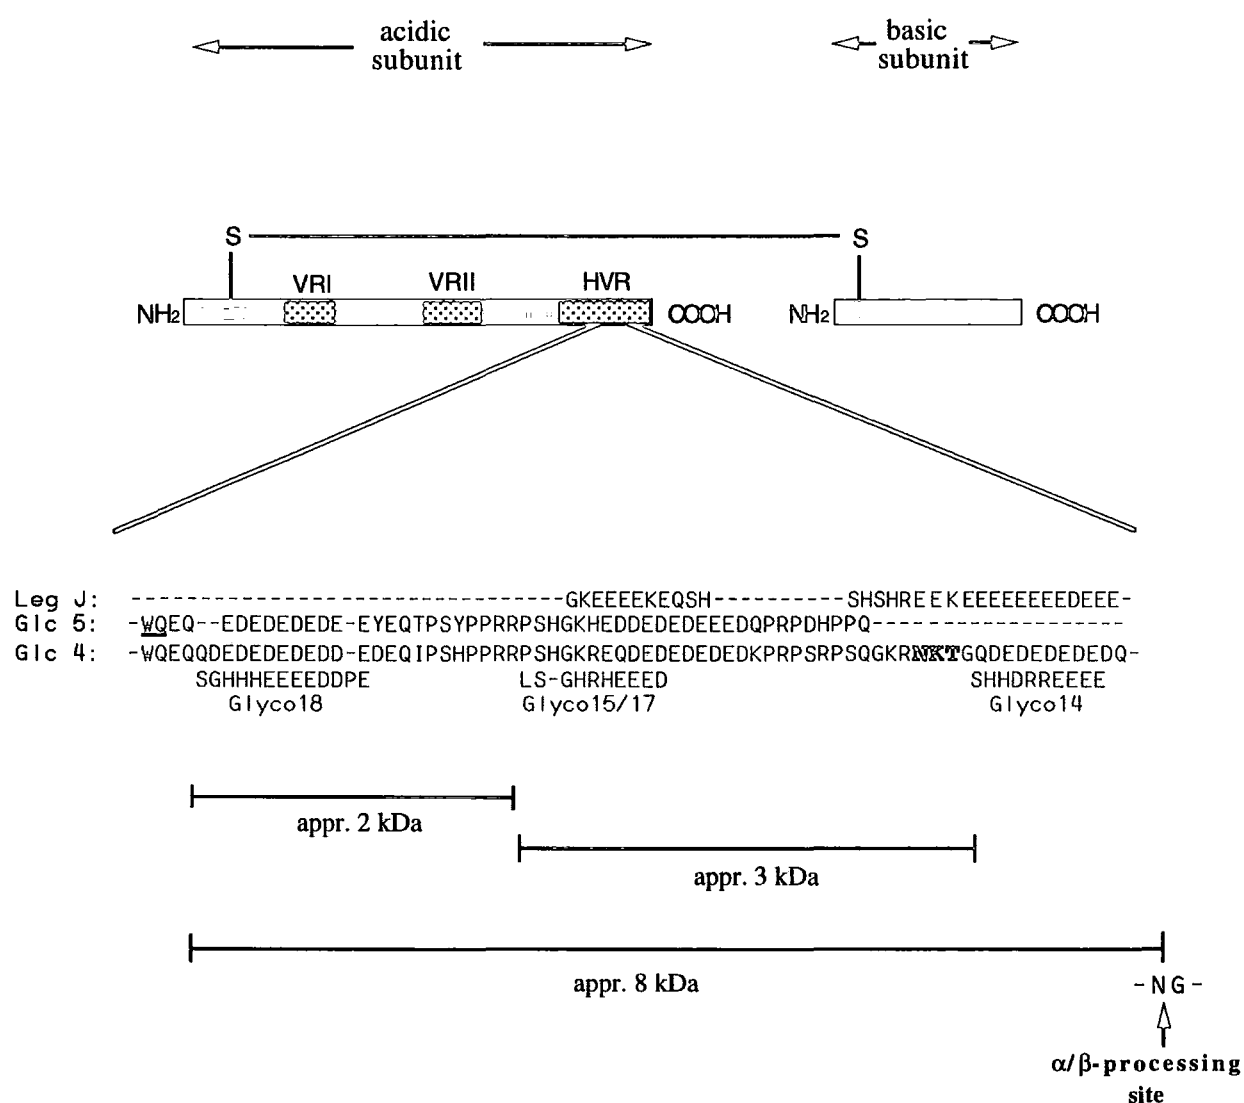 acidic
subunit
basic
subunit
S S
VRI VRII HVR
NH2 COOH NH2 COOH
Leg J: --------------------------------GKEEEEKEQSH----------SHSHREEKEEEEEEEEDEEE-
Glc 5: -WQEQ--EDEDEDEDE-EYEQTPSYPPRRPSHGKHEDDEDEDEEEDQPRPDHPPQ-------------------
Glc 4: -WQEQQDEDEDEDEDD-EDEQIPSHPPRRPSHGKREQDEDEDEDEDKPRPSRPSQGKRNKTGQDEDEDEDEDQ-
SGHHHEEEEDDPE LS-GHRHEEED SHHDRREEEE
Glyco18 Glyco15/17 Glyco14
appr. 2 kDa
appr. 3 kDa
appr. 8 kDa
-NG-
α/β-processing
site